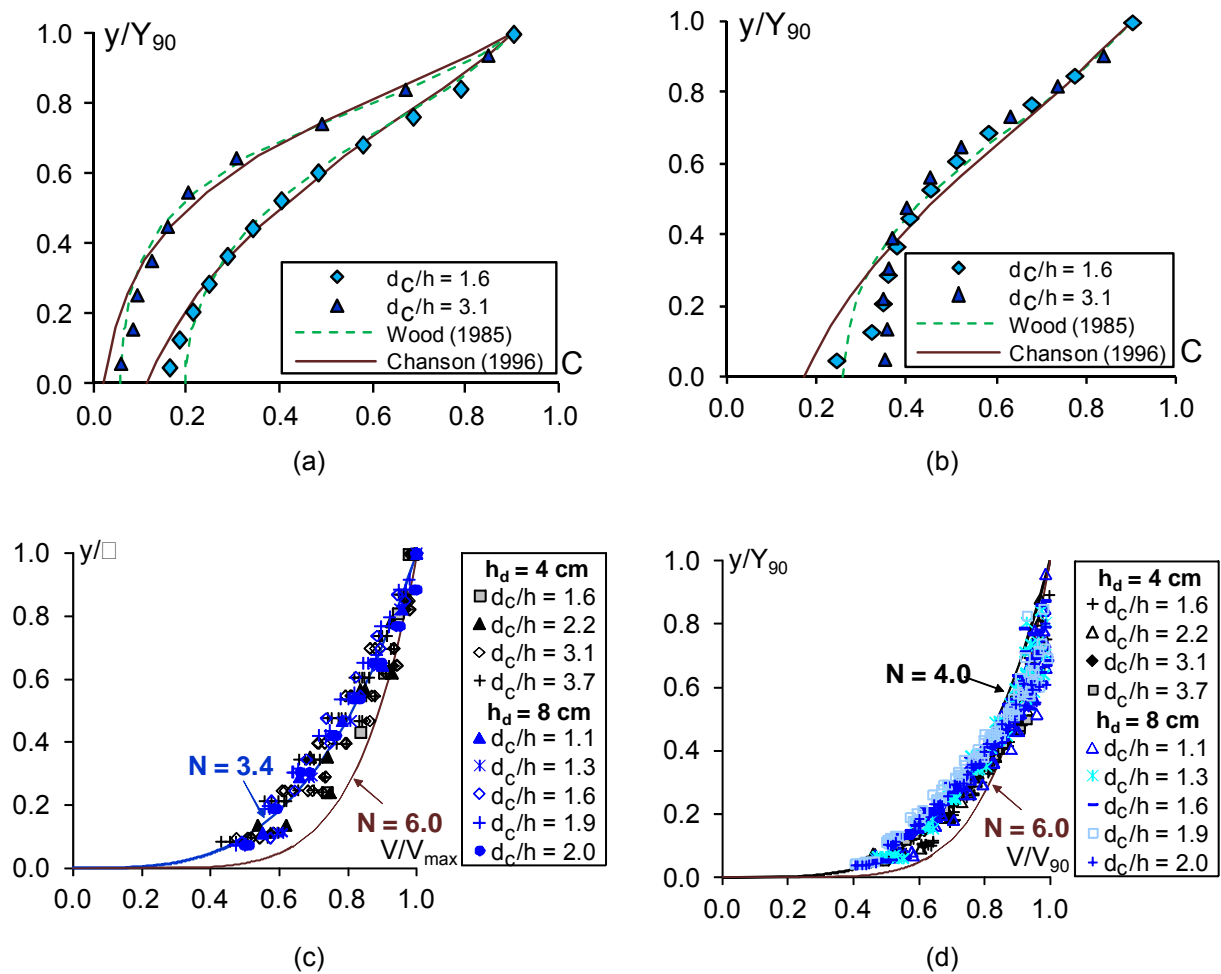 y/Y90
1.0
0.8
0.6
0.4
0.2
0.0
dC/h = 1.6
dC/h = 3.1
Wood (1985)
Chanson (1996)
C
0.0 0.2 0.4 0.6 0.8 1.0
(a)
y/Y90
1.0
0.8
0.6
0.4
0.2
0.0
dC/h = 1.6
dC/h = 3.1
Wood (1985)
Chanson (1996)
C
0.0 0.2 0.4 0.6 0.8 1.0
(b)
y/□
1.0
0.8
0.6
0.4
0.2
0.0
N = 3.4
N = 6.0
V/Vmax
0.0 0.2 0.4 0.6 0.8 1.0
hd = 4 cm
dC/h = 1.6
dC/h = 2.2
dC/h = 3.1
dC/h = 3.7
hd = 8 cm
dC/h = 1.1
dC/h = 1.3
dC/h = 1.6
dC/h = 1.9
dC/h = 2.0
(c)
y/Y90
1.0
0.8
0.6
0.4
0.2
0.0
N = 4.0
N = 6.0
V/V90
0.0 0.2 0.4 0.6 0.8 1.0
hd = 4 cm
dC/h = 1.6
dC/h = 2.2
dC/h = 3.1
dC/h = 3.7
hd = 8 cm
dC/h = 1.1
dC/h = 1.3
dC/h = 1.6
dC/h = 1.9
dC/h = 2.0
(d)